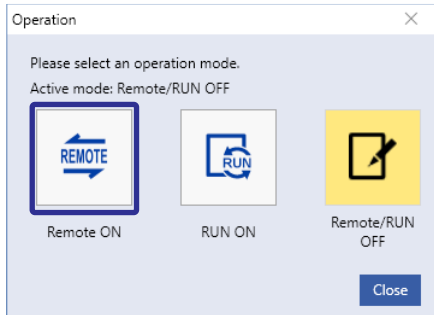 Operation
Please select an operation mode.
Active mode: Remote/RUN OFF
REMOTE
RUN
Remote ON
RUN ON
Remote/RUN
OFF
Close